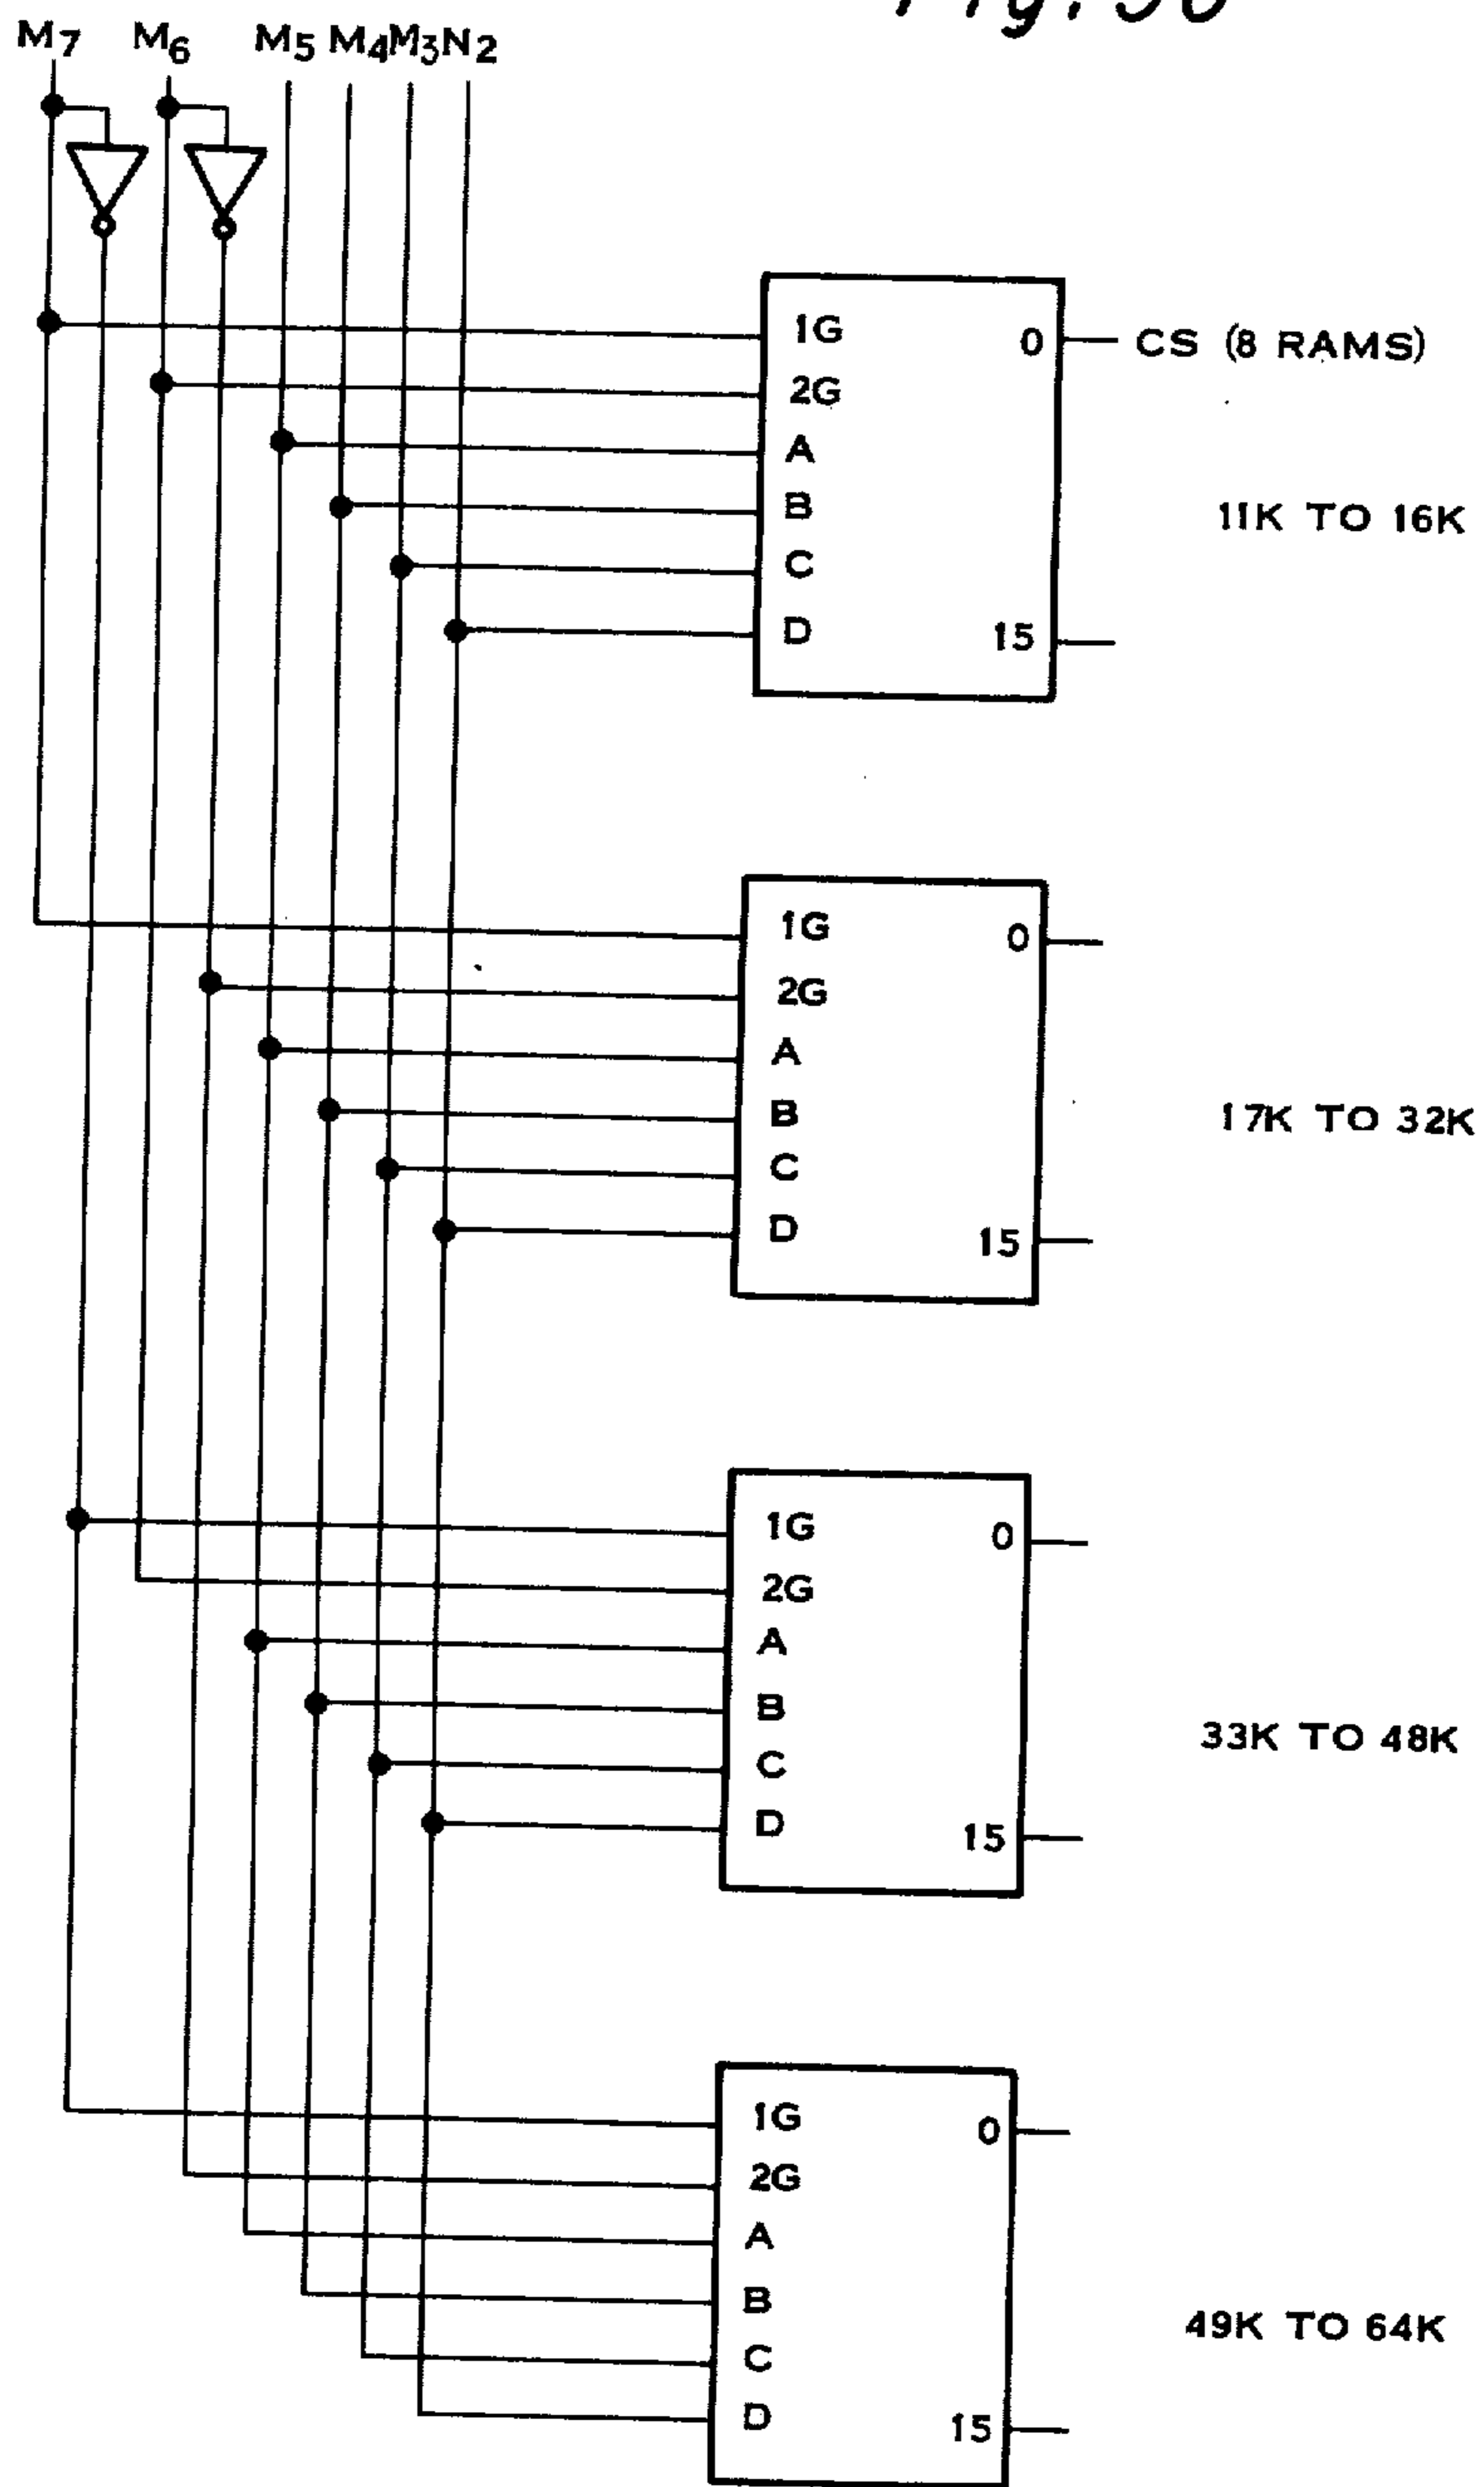 M7 M6 M5 M4 M3 N2
1G
0 CS (8 RAMS)
2G
A
B
11K TO 16K
C
D
15
1G
0
2G
A
B
17K TO 32K
C
D
15
1G
0
2G
A
B
33K TO 48K
C
D
15
1G
0
2G
A
B
49K TO 64K
C
D
15